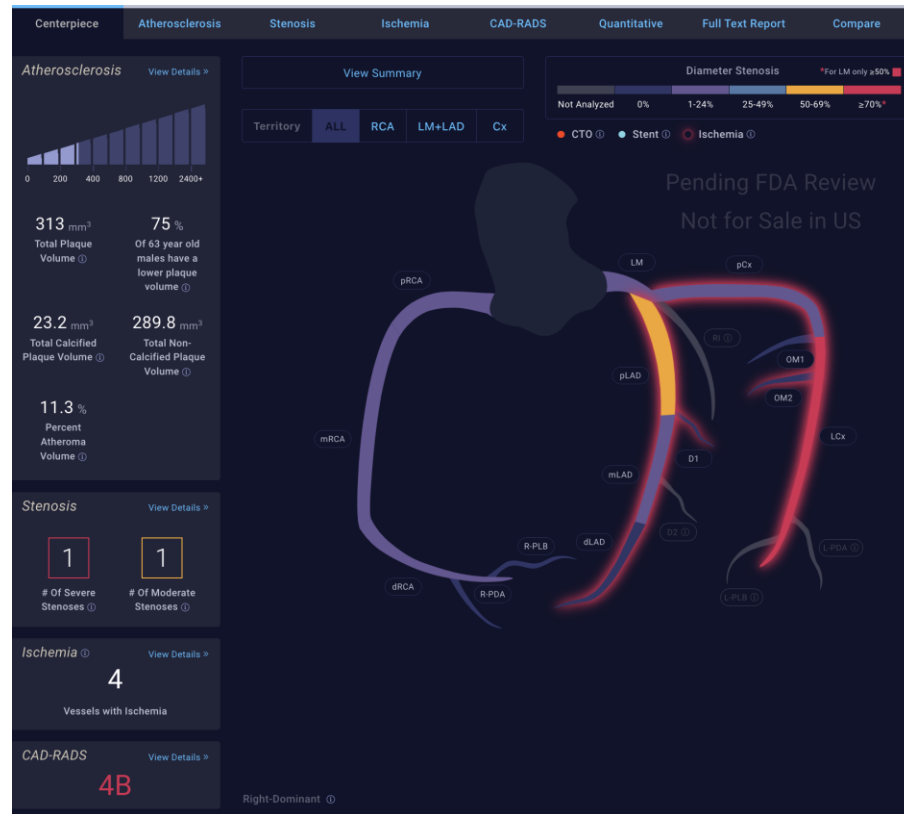 Centerpiece
Atherosclerosis
Stenosis
Ischemia
CAD-RADS
Quantitative
Full Text Report
Compare
Atherosclerosis
View Details »
0 200 400 800 1200 2400+
313 mm³
Total Plaque
Volume ⓘ
75 %
Of 63 year old
males have a
lower plaque
volume ⓘ
23.2 mm³
Total Calcified
Plaque Volume ⓘ
289.8 mm³
Total Non-
Calcified Plaque
Volume ⓘ
11.3 %
Percent
Atheroma
Volume ⓘ
Stenosis
View Details »
1
# Of Severe
Stenoses ⓘ
1
# Of Moderate
Stenoses ⓘ
Ischemia ⓘ
View Details »
4
Vessels with Ischemia
CAD-RADS
View Details »
4B
View Summary
Territory ALL RCA LM+LAD Cx
Diameter Stenosis
*For LM only ≥50%
Not Analyzed 0% 1-24% 25-49% 50-69% ≥70%*
CTO ⓘ Stent ⓘ Ischemia ⓘ
Pending FDA Review
Not for Sale in US
LM
pCx
pRCA
RI ⓘ
OM1
pLAD
OM2
mRCA
LCx
D1
mLAD
D2 ⓘ
dLAD
R-PLB
L-PDA ⓘ
dRCA
R-PDA
L-PLB ⓘ
Right-Dominant ⓘ